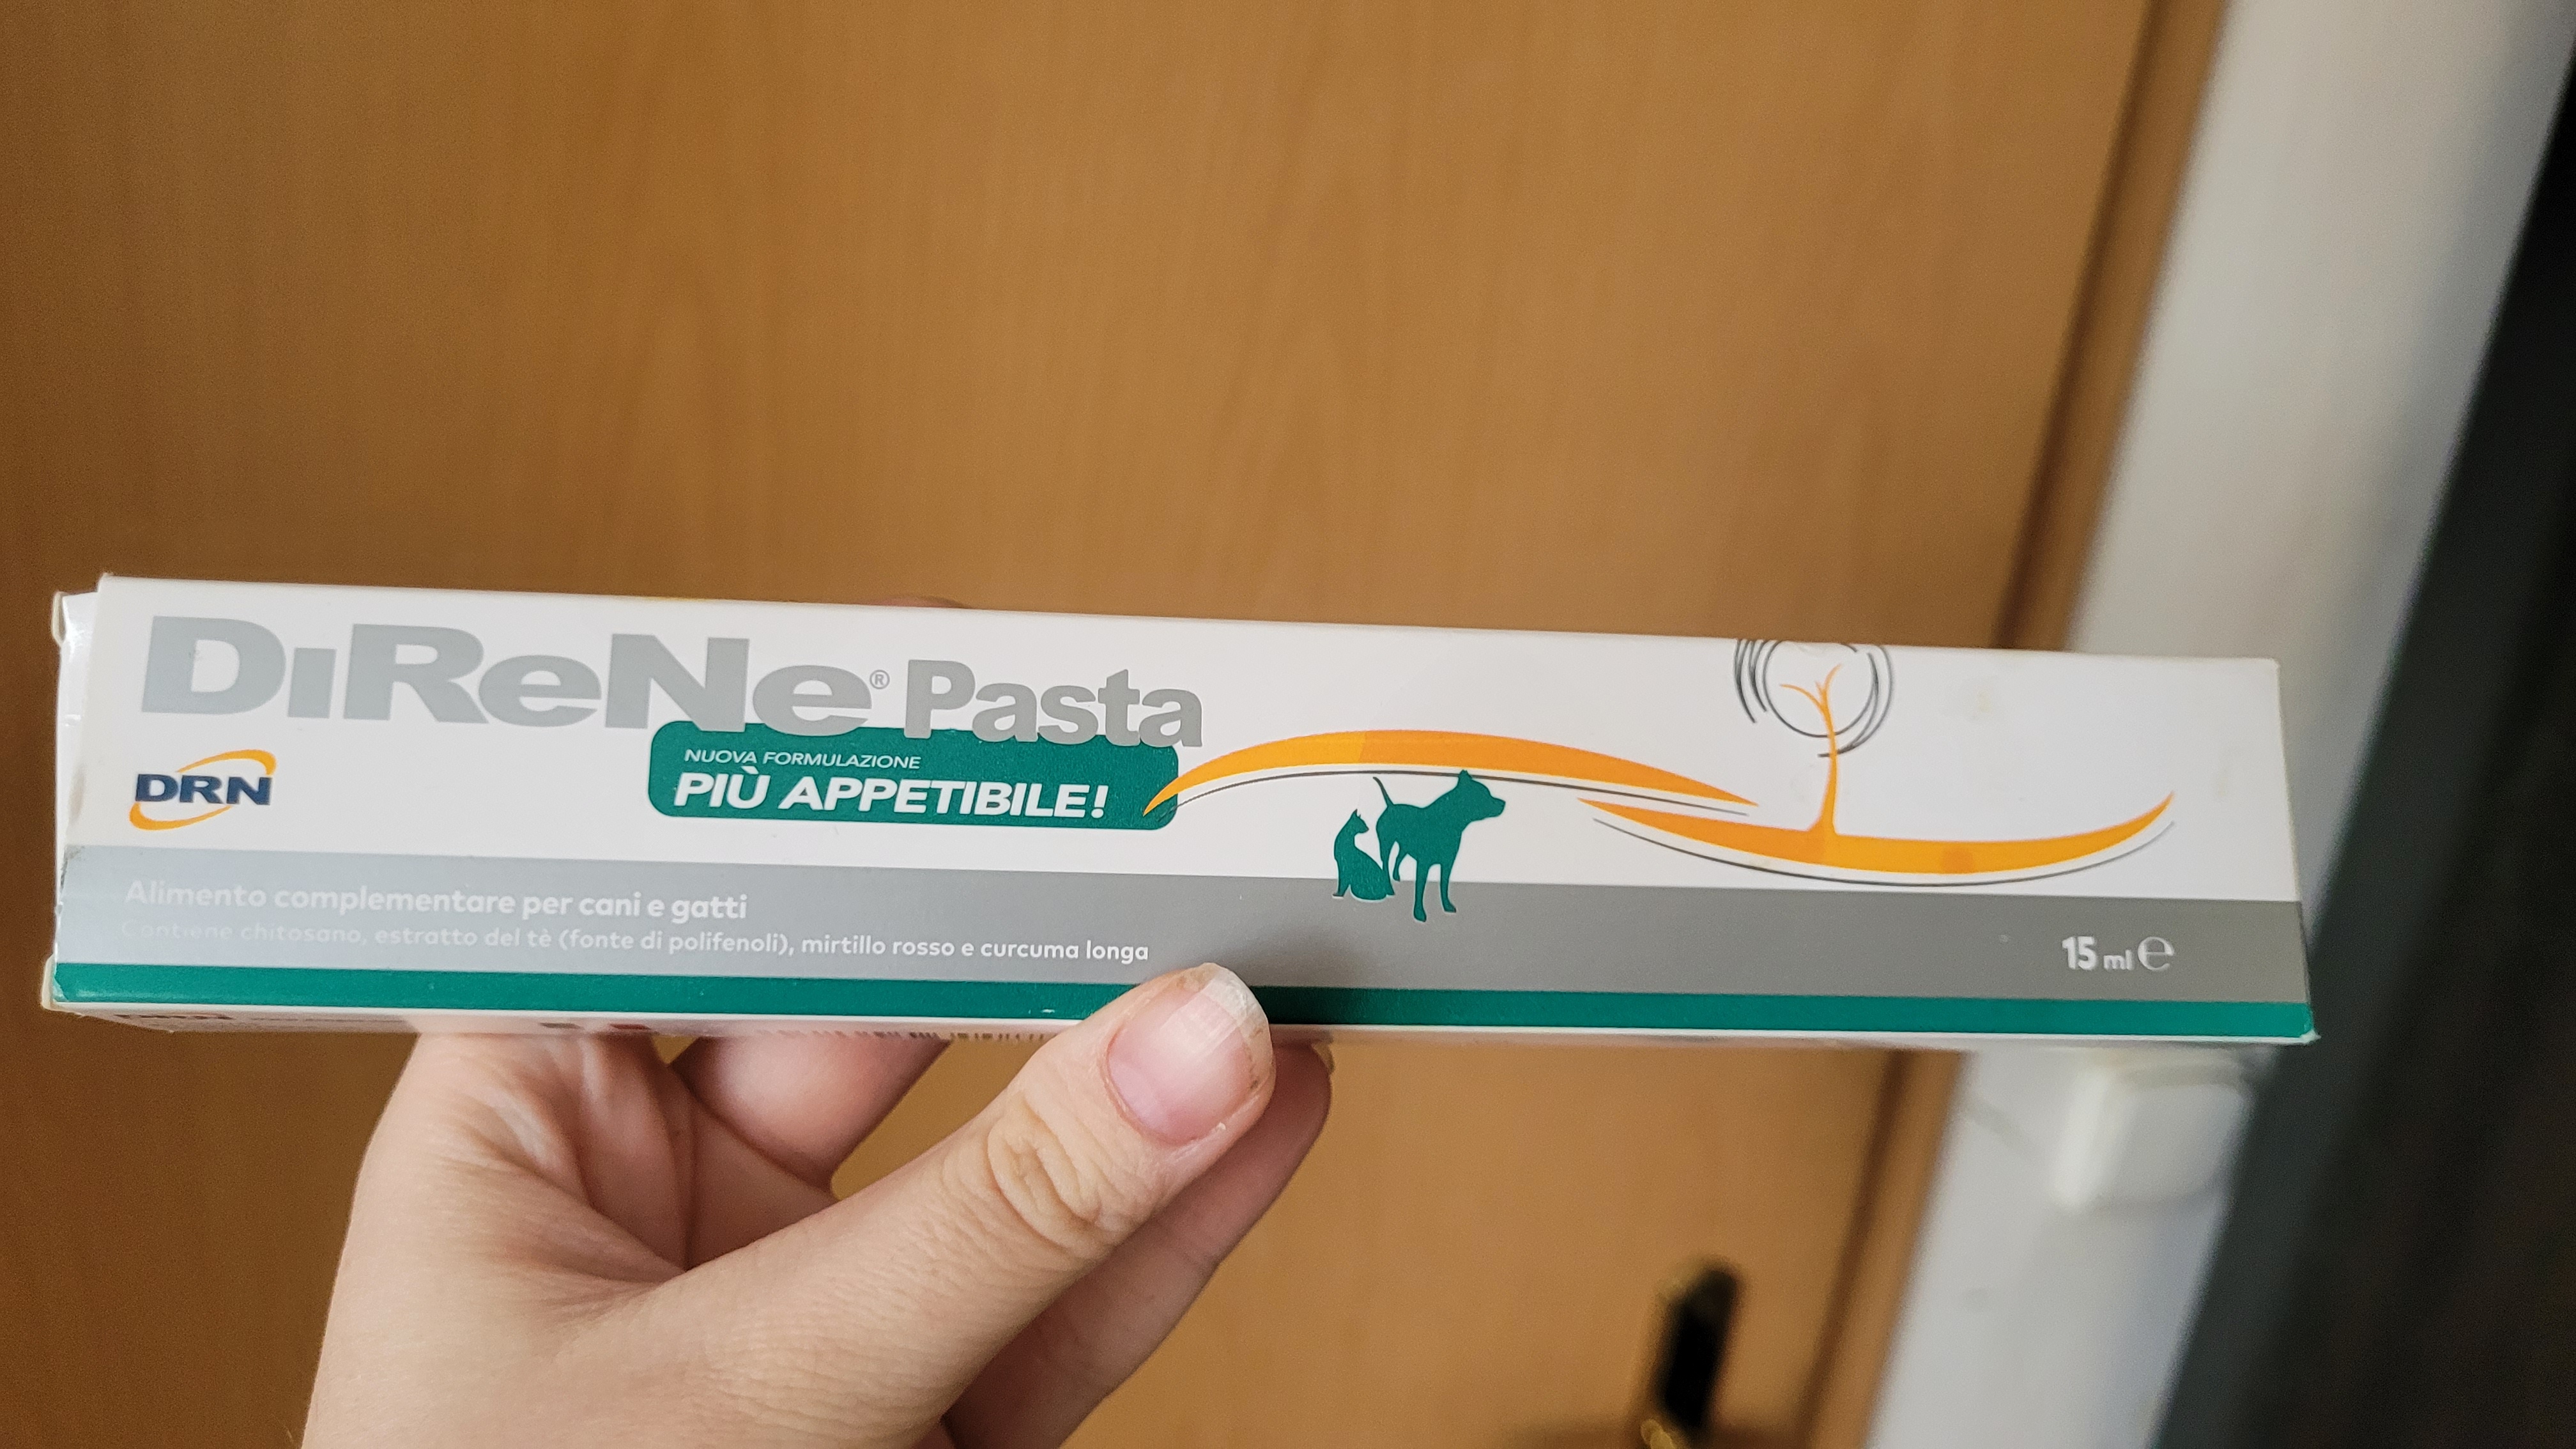 DiReNe® Pasta
NUOVA FORMULAZIONE
PIÙ APPETIBILE!
DRN
Alimento complementare per cani e gatti
Contiene chitosano, estratto del tè (fonte di polifenoli), mirtillo rosso e curcuma longa
15 ml ℮